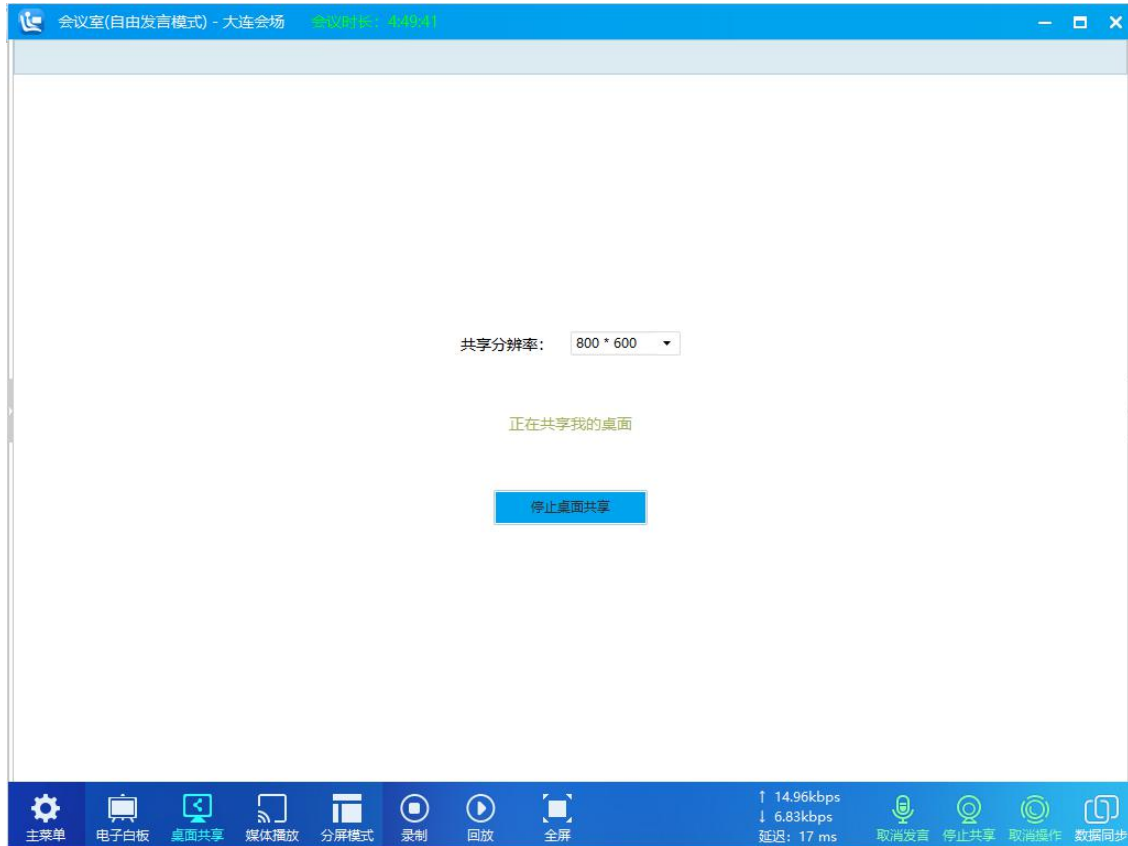 会议室(自由发言模式) - 大连会场 会议时长：4:49:41
共享分辨率： 800 * 600
正在共享我的桌面
停止桌面共享
↑ 14.96kbps
↓ 6.83kbps
延迟：17 ms
主菜单 电子白板 桌面共享 媒体播放 分屏模式 录制 回放 全屏 取消发言 停止共享 取消操作 数据同步